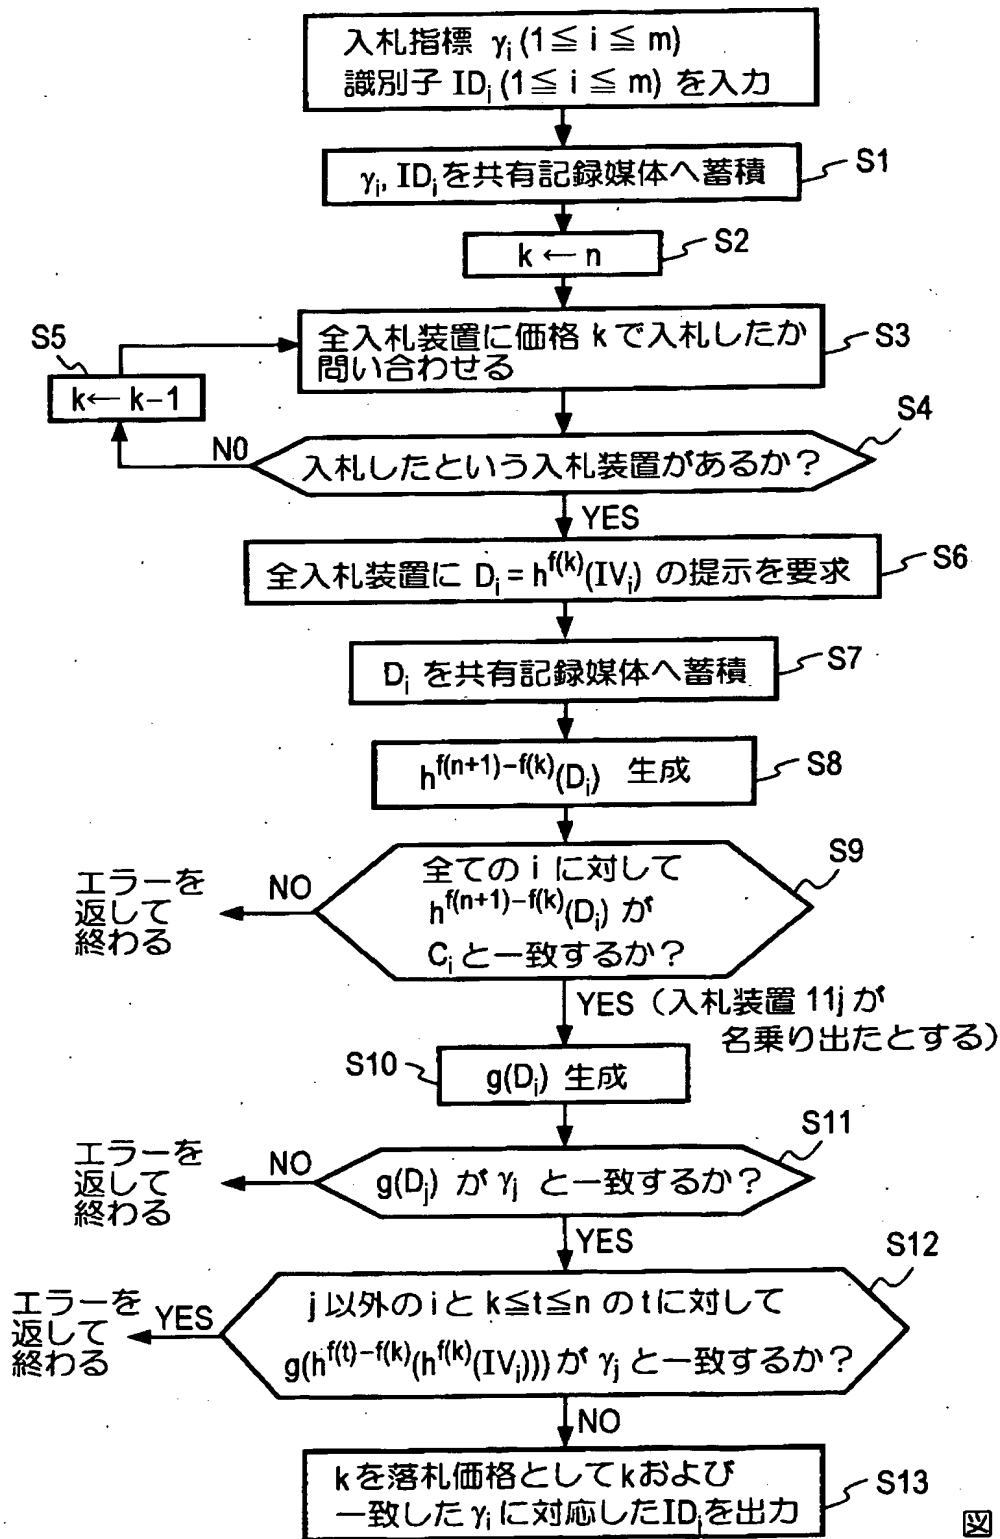 入札指標 γi (1≦ i ≦ m)
識別子 IDi (1≦ i ≦ m) を入力
γi, IDi を共有記録媒体へ蓄積
S1
k ← n
S2
全入札装置に価格 k で入札したか
問い合わせる
S3
S5
k← k-1
S4
NO
入札したという入札装置があるか？
YES
全入札装置に Di = h^f(k)(IVi) の提示を要求
S6
Di を共有記録媒体へ蓄積
S7
h^f(n+1)-f(k)(Di) 生成
S8
S9
全ての i に対して
h^f(n+1)-f(k)(Di) が
Ci と一致するか？
NO
エラーを
返して
終わる
YES（入札装置 11j が
名乗り出たとする）
S10
g(Di) 生成
S11
g(Dj) が γj と一致するか？
NO
エラーを
返して
終わる
YES
S12
j 以外の i と k≦t≦n の t に対して
g(h^f(t)-f(k)(h^f(k)(IVi))) が γj と一致するか？
YES
エラーを
返して
終わる
NO
k を落札価格として k および
一致した γi に対応した IDj を出力
S13
図